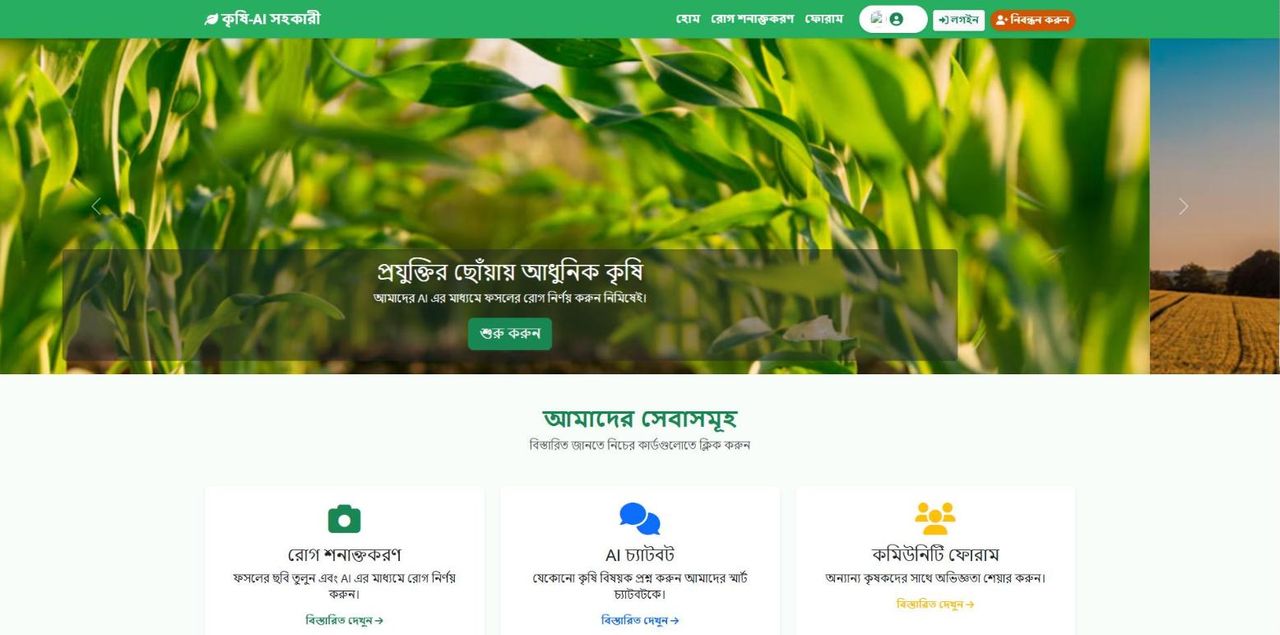 কৃষি-AI সহকারী
হোম রোগ শনাক্তকরণ ফোরাম লগইন নিবন্ধন করুন
প্রযুক্তির ছোঁয়ায় আধুনিক কৃষি
আমাদের AI এর মাধ্যমে ফসলের রোগ নির্ণয় করুন নিমিষেই।
শুরু করুন
আমাদের সেবাসমূহ
বিস্তারিত জানতে নিচের কার্ডগুলোতে ক্লিক করুন
রোগ শনাক্তকরণ
ফসলের ছবি তুলুন এবং AI এর মাধ্যমে রোগ নির্ণয়
করুন।
বিস্তারিত দেখুন →
AI চ্যাটবট
যেকোনো কৃষি বিষয়ক প্রশ্ন করুন আমাদের স্মার্ট
চ্যাটবটকে।
বিস্তারিত দেখুন →
কমিউনিটি ফোরাম
অন্যান্য কৃষকদের সাথে অভিজ্ঞতা শেয়ার করুন।
বিস্তারিত দেখুন →